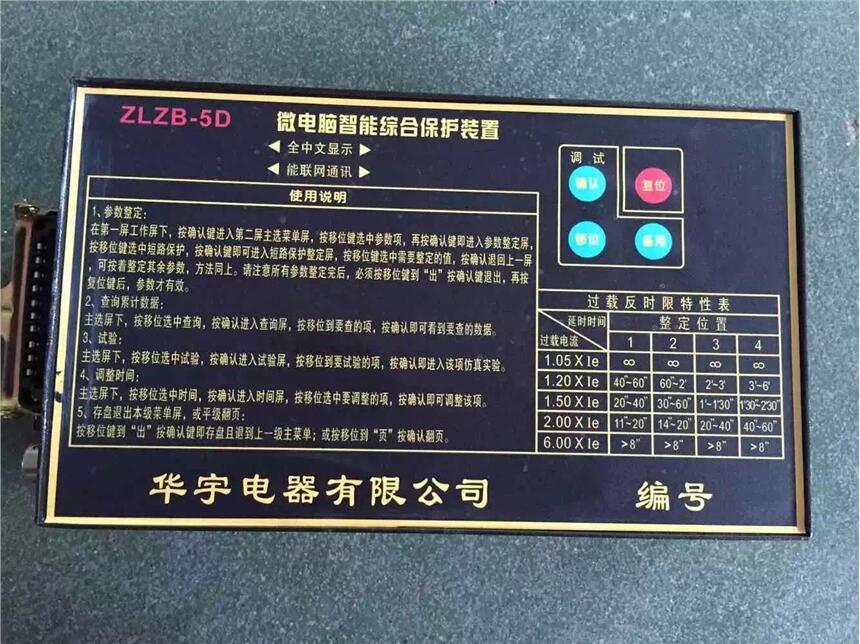 ZLZB-5D
微电脑智能综合保护装置
◀ 全中文显示 ▶
◀ 能联网通讯 ▶
调 试
确认
复位
移位
备用
使用说明
1、参数整定:
在第一屏工作屏下，按确认键进入第二屏主选菜单屏，按移位键选中参数项，再按确认键即进入参数整定屏，
按移位键选中短路保护，按确认键即可进入短路保护整定屏，按移位键选中需要整定的值，按确认退回上一屏
，可按着整定其余参数，方法同上。请注意所有参数整定完后，必须按移位键到“出”按确认键退出，再按
复位键后，参数才有效。
2、查询累计数据:
主选屏下，按移位选中查询，按确认进入查询屏，按移位到要查的项，按确认即可看到要查的数据。
3、试验:
主选屏下，按移位选中试验，按确认进入试验屏，按移位到要试验的项，按确认即进入该项仿真实验。
4、调整时间:
主选屏下，按移位选中时间，按确认进入时间屏，按移位选中要调整的项，按确认即可调整该项。
5、存盘退出本级菜单屏，或平级翻页:
按移位键到“出”按确认键即存盘且退到上一级主菜单；或按移位到“页”按确认翻页。
过载反时限特性表
延时时间 整定位置
过载电流 1 2 3 4
1.05 X Ie ∞ ∞ ∞ ∞
1.20 X Ie 40"~60" 60"~2' 2'~3' 3'~6'
1.50 X Ie 20"~40" 30"~60" 1'~1'30" 1'30"~2'30"
2.00 X Ie 11"~20" 14"~20" 20"~40" 40"~60"
6.00 X Ie >8" >8" >8" >8"
华宇电器有限公司
编号